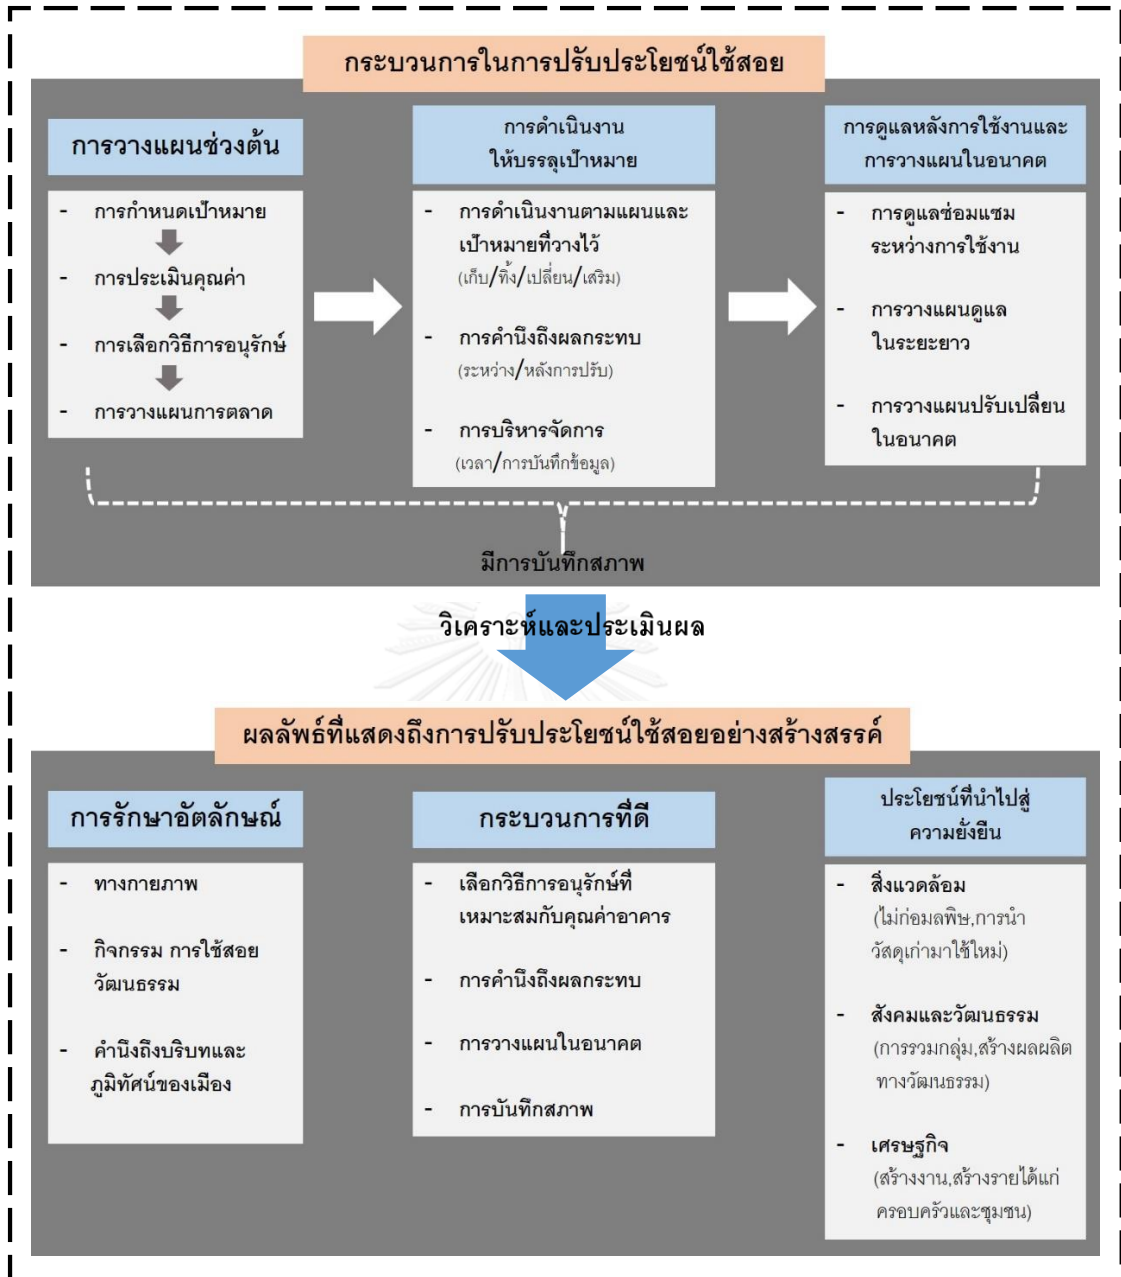 กระบวนการในการปรับประโยชน์ใช้สอย
การวางแผนช่วงต้น
- การกำหนดเป้าหมาย
- การประเมินคุณค่า
- การเลือกวิธีการอนุรักษ์
- การวางแผนการตลาด
การดำเนินงาน
ให้บรรลุเป้าหมาย
- การดำเนินงานตามแผนและ
เป้าหมายที่วางไว้
(เก็บ/ทิ้ง/เปลี่ยน/เสริม)
- การคำนึงถึงผลกระทบ
(ระหว่าง/หลังการปรับ)
- การบริหารจัดการ
(เวลา/การบันทึกข้อมูล)
การดูแลหลังการใช้งานและ
การวางแผนในอนาคต
- การดูแลซ่อมแซม
ระหว่างการใช้งาน
- การวางแผนดูแล
ในระยะยาว
- การวางแผนปรับเปลี่ยน
ในอนาคต
มีการบันทึกสภาพ
วิเคราะห์และประเมินผล
ผลลัพธ์ที่แสดงถึงการปรับประโยชน์ใช้สอยอย่างสร้างสรรค์
การรักษาอัตลักษณ์
- ทางกายภาพ
- กิจกรรม การใช้สอย
วัฒนธรรม
- คำนึงถึงบริบทและ
ภูมิทัศน์ของเมือง
กระบวนการที่ดี
- เลือกวิธีการอนุรักษ์ที่
เหมาะสมกับคุณค่าอาคาร
- การคำนึงถึงผลกระทบ
- การวางแผนในอนาคต
- การบันทึกสภาพ
ประโยชน์ที่นำไปสู่
ความยั่งยืน
- สิ่งแวดล้อม
(ไม่ก่อมลพิษ,การนำ
วัสดุเก่ามาใช้ใหม่)
- สังคมและวัฒนธรรม
(การรวมกลุ่ม,สร้างผลผลิต
ทางวัฒนธรรม)
- เศรษฐกิจ
(สร้างงาน,สร้างรายได้แก่
ครอบครัวและชุมชน)